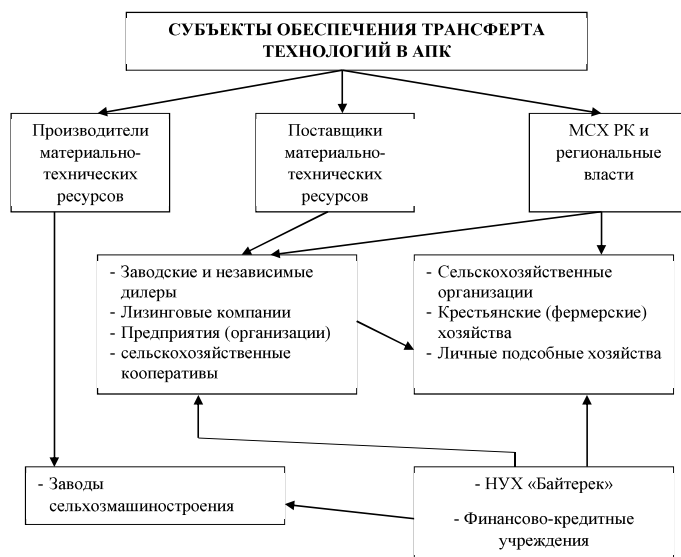 СУБЪЕКТЫ ОБЕСПЕЧЕНИЯ ТРАНСФЕРТА
ТЕХНОЛОГИЙ В АПК
Производители
материально-
технических
ресурсов
Поставщики
материально-
технических
ресурсов
МСХ РК и
региональные
власти
- Заводские и независимые
дилеры
- Лизинговые компании
- Предприятия (организации)
- сельскохозяйственные
кооперативы
- Сельскохозяйственные
организации
- Крестьянские (фермерские)
хозяйства
- Личные подсобные хозяйства
- Заводы
сельхозмашиностроения
- НУХ «Байтерек»
- Финансово-кредитные
учреждения